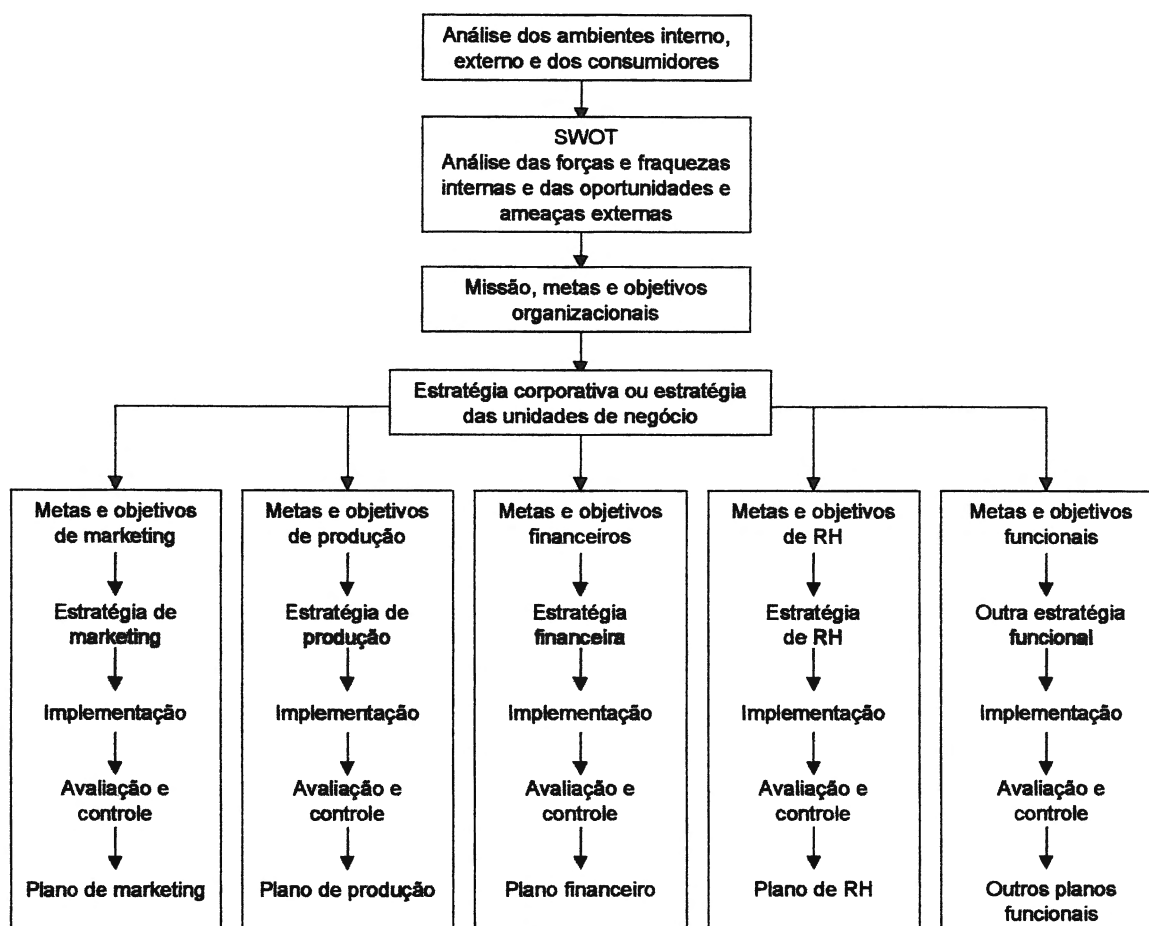 Análise dos ambientes interno,
externo e dos consumidores
SWOT
Análise das forças e fraquezas
internas e das oportunidades e
ameaças externas
Missão, metas e objetivos
organizacionais
Estratégia corporativa ou estratégia
das unidades de negócio
Metas e objetivos
de marketing
Estratégia de
marketing
Implementação
Avaliação e
controle
Plano de marketing
Metas e objetivos
de produção
Estratégia de
produção
Implementação
Avaliação e
controle
Plano de produção
Metas e objetivos
financeiros
Estratégia
financeira
Implementação
Avaliação e
controle
Plano financeiro
Metas e objetivos
de RH
Estratégia
de RH
Implementação
Avaliação e
controle
Plano de RH
Metas e objetivos
funcionais
Outra estratégia
funcional
Implementação
Avaliação e
controle
Outros planos
funcionais